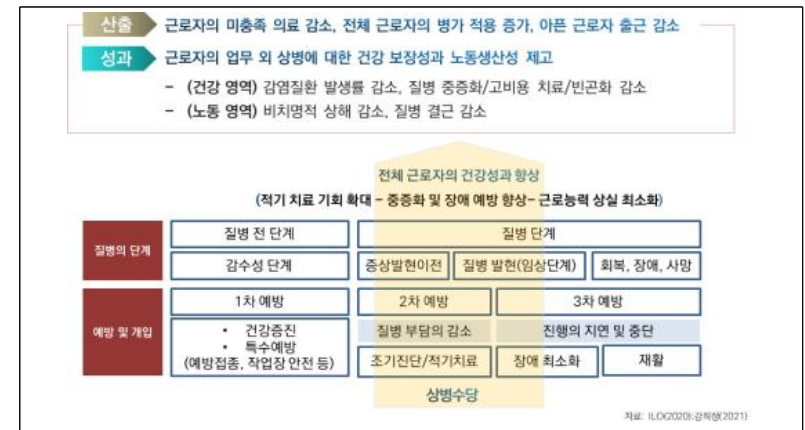 산출 근로자의 미충족 의료 감소, 전체 근로자의 병가 적용 증가, 아픈 근로자 출근 감소
성과 근로자의 업무 외 상병에 대한 건강 보장성과 노동생산성 제고
- (건강 영역) 감염질환 발생률 감소, 질병 중증화/고비용 치료/빈곤화 감소
- (노동 영역) 비치명적 상해 감소, 질병 결근 감소
전체 근로자의 건강성과 향상
(적기 치료 기회 확대 - 중증화 및 장애 예방 향상- 근로능력 상실 최소화)
질병의 단계
질병 전 단계 질병 단계
감수성 단계 증상발현이전 질병 발현(임상단계) 회복, 장애, 사망
예방 및 개입
1차 예방 2차 예방 3차 예방
• 건강증진
• 특수예방
(예방접종, 작업장 안전 등)
질병 부담의 감소 진행의 지연 및 중단
조기진단/적기치료 장애 최소화 재활
상병수당
자료: ILO(2020);강희정(2021)